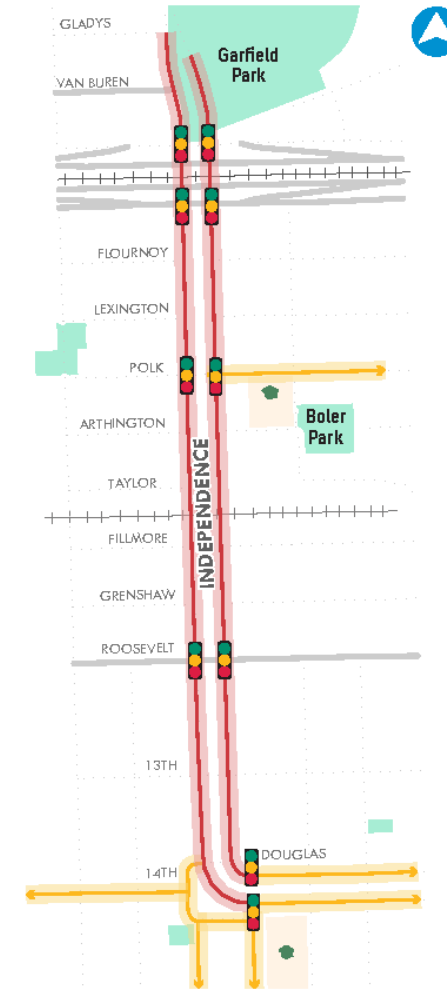 GLADYS
Garfield
Park
VAN BUREN
FLOURNOY
LEXINGTON
POLK
ARTHINGTON
Boler
Park
INDEPENDENCE
TAYLOR
FILLMORE
GRENSHAW
ROOSEVELT
13TH
DOUGLAS
14TH